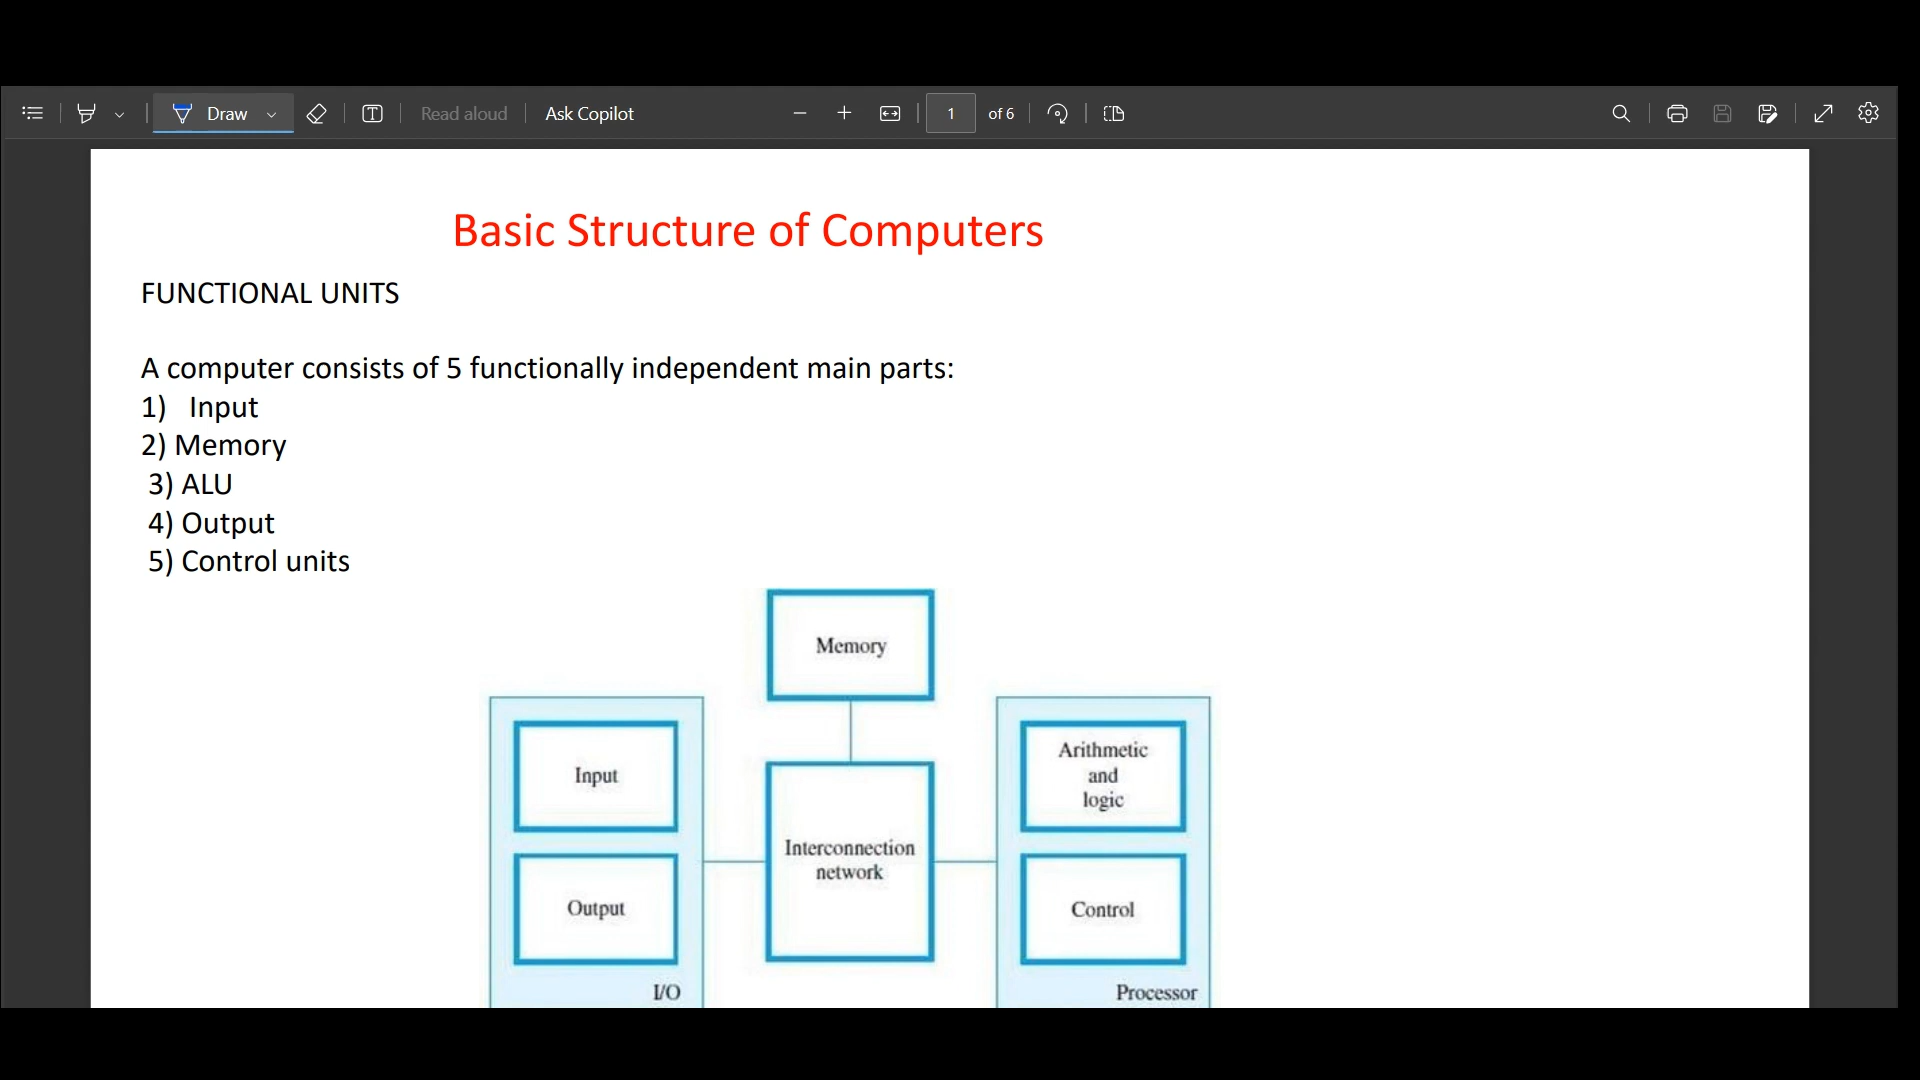 Draw
Read aloud
Ask Copilot
1 of 6
Basic Structure of Computers
FUNCTIONAL UNITS
A computer consists of 5 functionally independent main parts:
1) Input
2) Memory
3) ALU
4) Output
5) Control units
Memory
Input
Arithmetic
and
logic
Interconnection
network
Output
Control
I/O
Processor